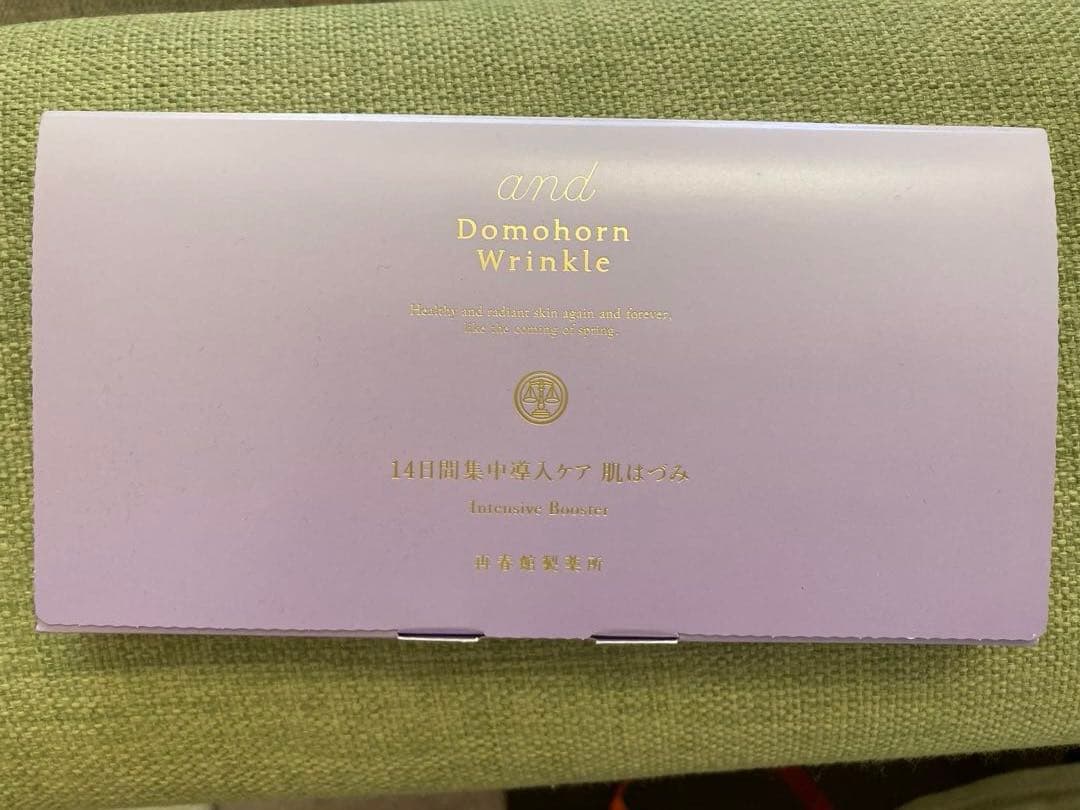 and
Domohorn
Wrinkle
Healthy and radiant skin again and forever,
like the coming of spring.
14日間集中導入ケア 肌はづみ
Intensive Booster
再春館製薬所